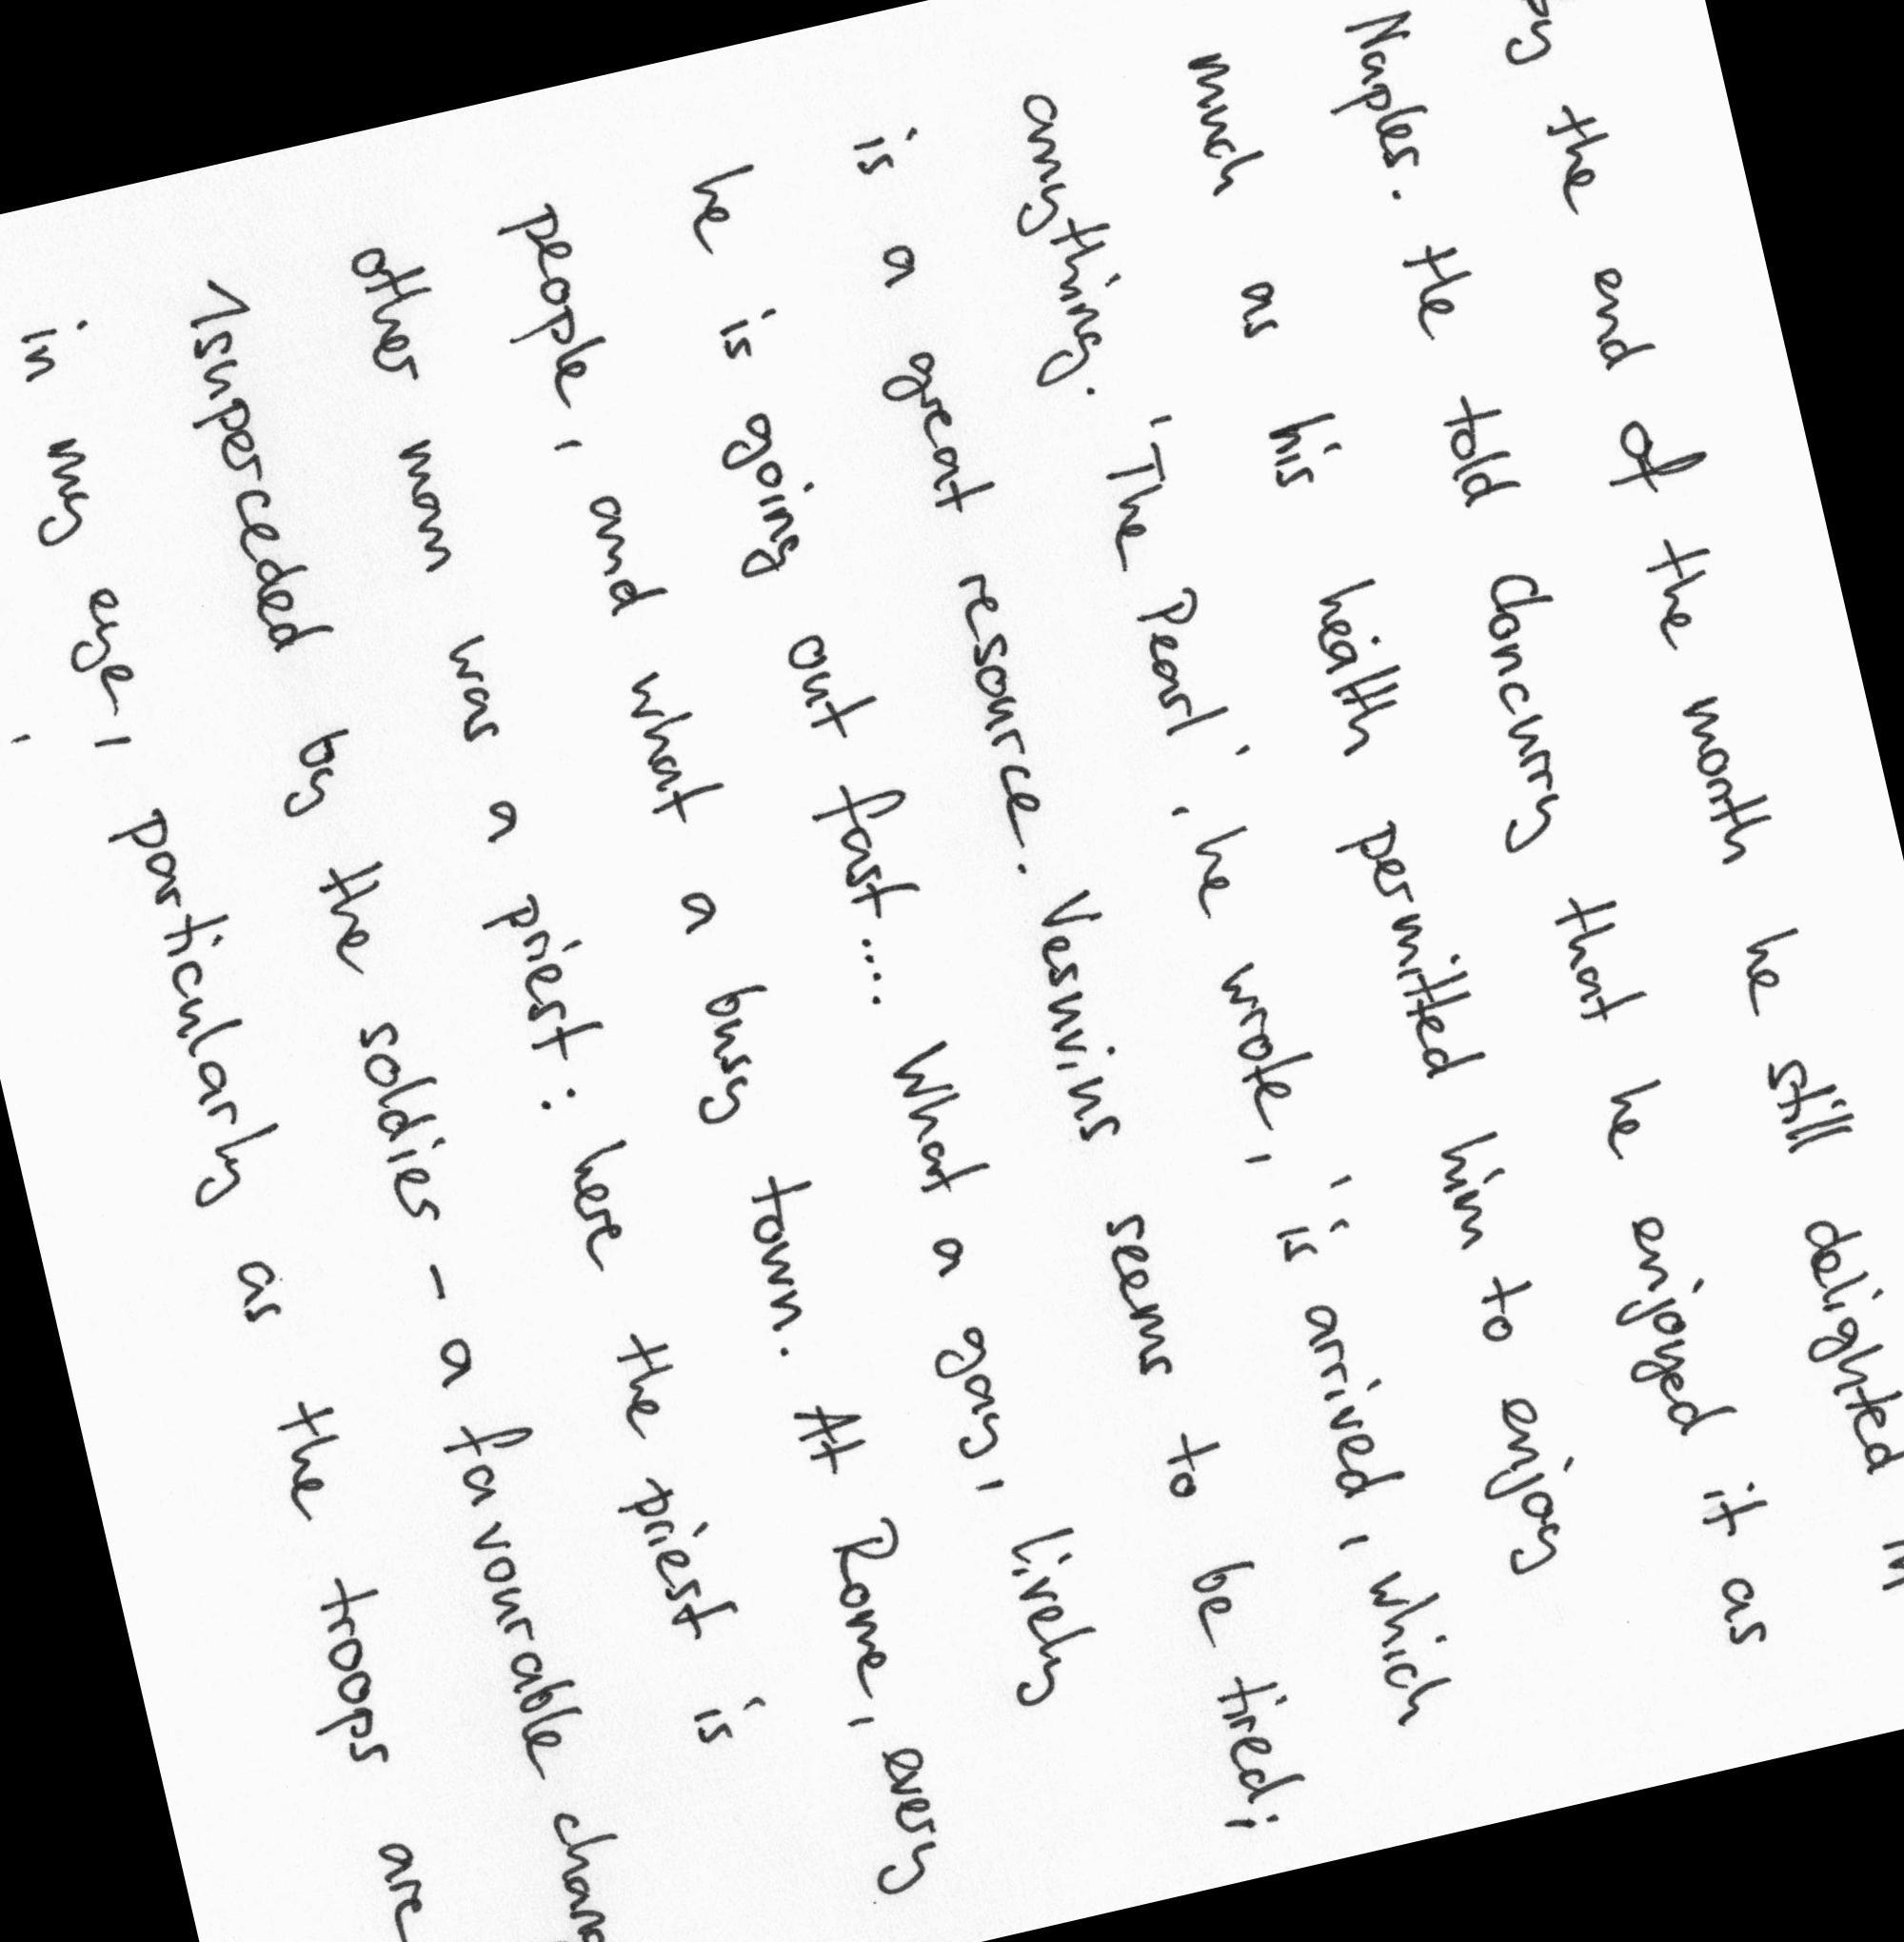 by the end of the month he still delighted in
Naples. He told Concurry that he enjoyed it as
much as his health permitted him to enjoy
anything. 'The Pearl', he wrote, 'is arrived, which
is a great resource. Vesuvius seems to be tired;
he is going out fast.... What a gay, lively
people, and what a busy town. At Rome, every
other man was a priest: here the priest is
1superceded by the soldies - a favourable
in my eye, particularly as the troops are